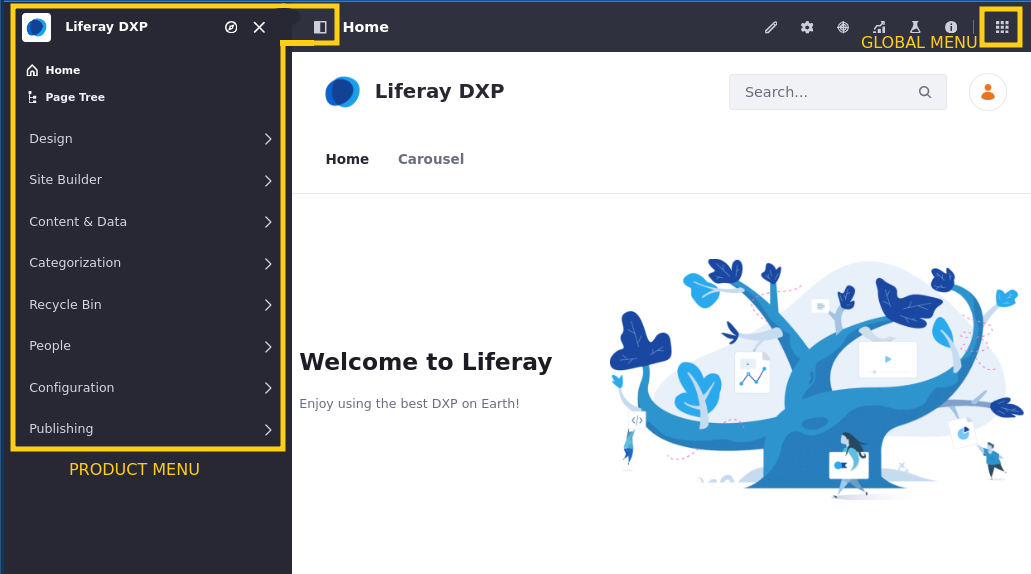 Liferay DXP
Home
GLOBAL MENU
Home
Page Tree
Design
Site Builder
Content & Data
Categorization
Recycle Bin
People
Configuration
Publishing
PRODUCT MENU
Liferay DXP
Search...
Home Carousel
Welcome to Liferay
Enjoy using the best DXP on Earth!